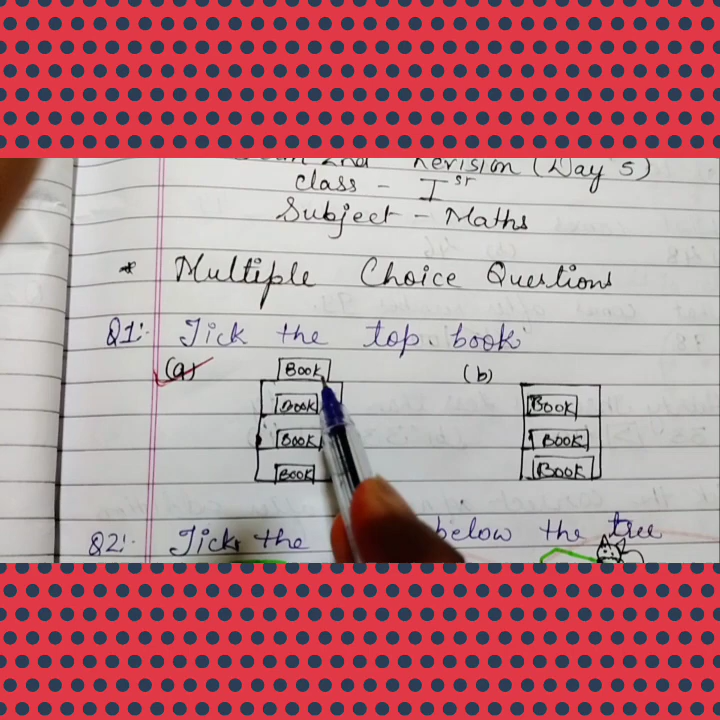 2nd Revision (Day 5)
Class - Ist
Subject - Maths
* Multiple Choice Questions
Q1:- Tick the top book
(a) Book (b)
Book Book
Book Book
Book Book
Q2:- Tick the below the tree